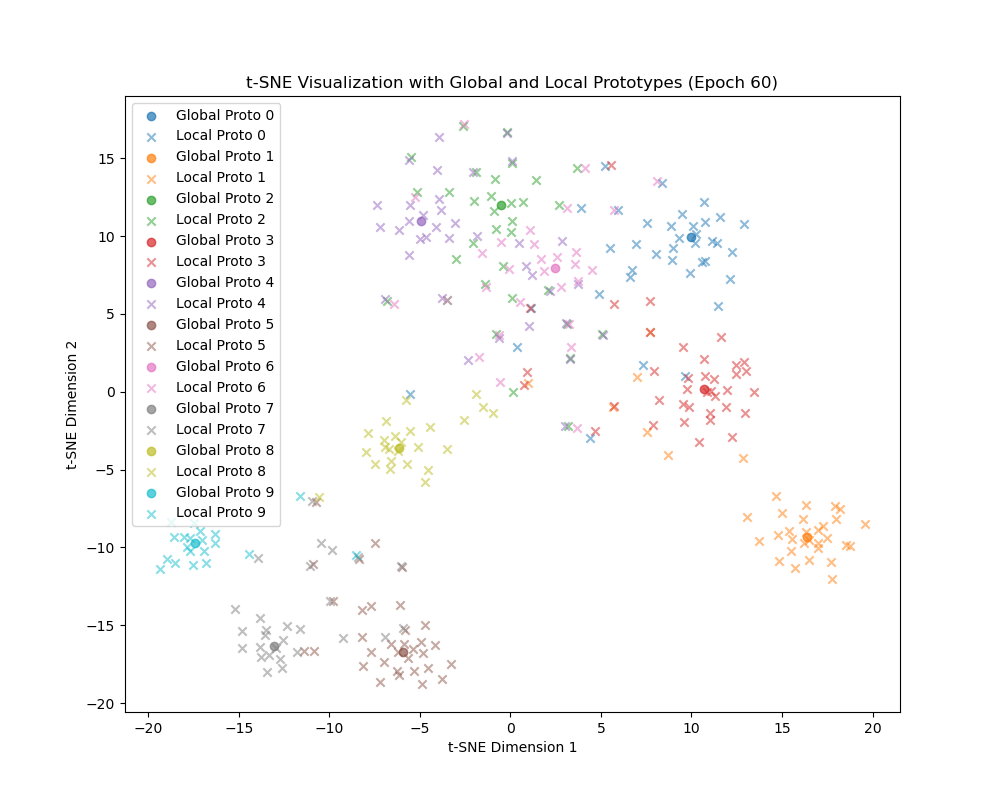 t-SNE Visualization with Global and Local Prototypes (Epoch 60)
Global Proto 0
Local Proto 0
Global Proto 1
Local Proto 1
Global Proto 2
Local Proto 2
Global Proto 3
Local Proto 3
Global Proto 4
Local Proto 4
Global Proto 5
Local Proto 5
Global Proto 6
Local Proto 6
Global Proto 7
Local Proto 7
Global Proto 8
Local Proto 8
Global Proto 9
Local Proto 9
t-SNE Dimension 2
15
10
5
0
−5
−10
−15
−20
−20 −15 −10 −5 0 5 10 15 20
t-SNE Dimension 1